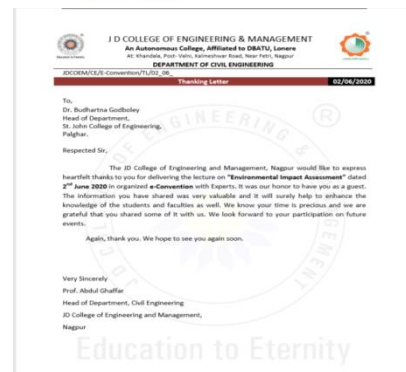 J D COLLEGE OF ENGINEERING & MANAGEMENT
An Autonomous College, Affiliated to DBATU, Lonere
At: Khandala, Post- Valni, Kalmeshwar Road, Near Fetri, Nagpur
DEPARTMENT OF CIVIL ENGINEERING
JDCOEM/CE/E-Convention/TL/02_06_
Thanking Letter 02/06/2020
To,
Dr. Budhartna Godboley
Head of Department,
St. John College of Engineering,
Palghar.
Respected Sir,
The JD College of Engineering and Management, Nagpur would like to express
heartfelt thanks to you for delivering the lecture on "Environmental Impact Assessment" dated
2nd June 2020 in organized e-Convention with Experts. It was our honor to have you as a guest.
The information you have shared was very valuable and it will surely help to enhance the
knowledge of the students and faculties as well. We know your time is precious and we are
grateful that you shared some of it with us. We look forward to your participation on future
events.
Again, thank you. We hope to see you again soon.
Very Sincerely
Prof. Abdul Ghaffar
Head of Department, Civil Engineering
JD College of Engineering and Management,
Nagpur
Education to Eternity